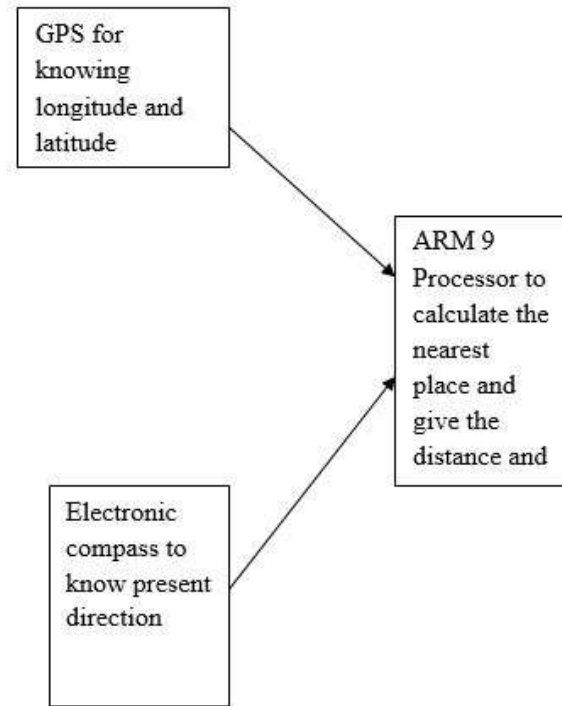 GPS for
knowing
longitude and
latitude
ARM 9
Processor to
calculate the
nearest
place and
give the
distance and
Electronic
compass to
know present
direction